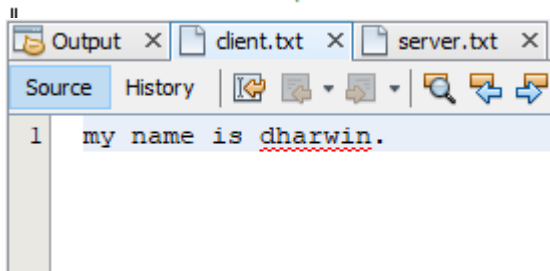 Output client.txt server.txt
Source History
1 my name is dharwin.